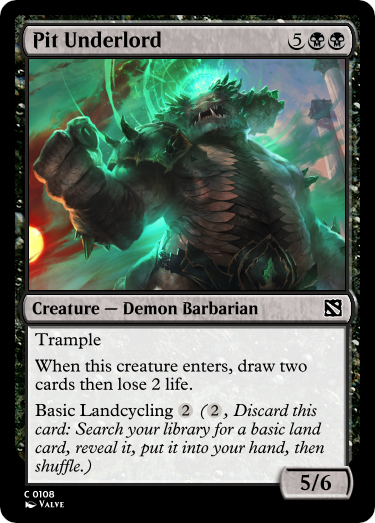 Pit Underlord 5
Creature — Demon Barbarian
Trample
When this creature enters, draw two
cards then lose 2 life.
Basic Landcycling 2 (2, Discard this
card: Search your library for a basic land
card, reveal it, put it into your hand, then
shuffle.)
5/6
C 0108
Valve